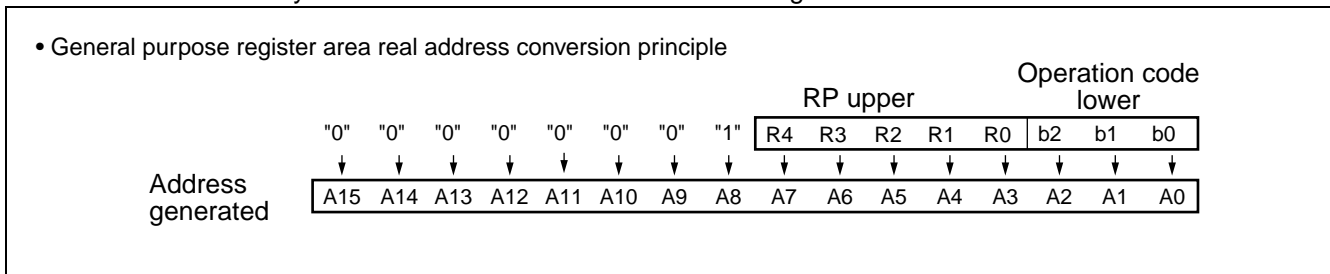 • General purpose register area real address conversion principle
Operation code
lower
RP upper
"0" "0" "0" "0" "0" "0" "0" "1" R4 R3 R2 R1 R0 b2 b1 b0
Address
generated
A15 A14 A13 A12 A11 A10 A9 A8 A7 A6 A5 A4 A3 A2 A1 A0